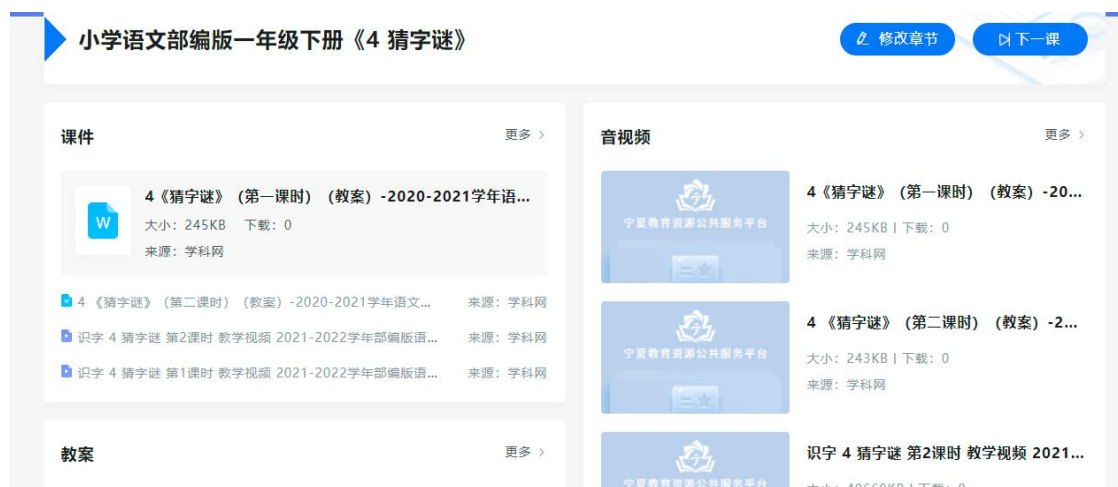 小学语文部编版一年级下册《4 猜字谜》
修改章节
下一课
课件
更多 >
4《猜字谜》（第一课时）（教案）-2020-2021学年语...
大小：245KB 下载：0
来源：学科网
4 《猜字谜》（第二课时）（教案）-2020-2021学年语文... 来源：学科网
识字 4 猜字谜 第2课时 教学视频 2021-2022学年部编版语... 来源：学科网
识字 4 猜字谜 第1课时 教学视频 2021-2022学年部编版语... 来源：学科网
教案
更多 >
音视频
更多 >
宁夏教育资源公共服务平台
4《猜字谜》（第一课时）（教案）-20...
大小：245KB | 下载：0
来源：学科网
宁夏教育资源公共服务平台
4 《猜字谜》（第二课时）（教案）-2...
大小：243KB | 下载：0
来源：学科网
宁夏教育资源公共服务平台
识字 4 猜字谜 第2课时 教学视频 2021...